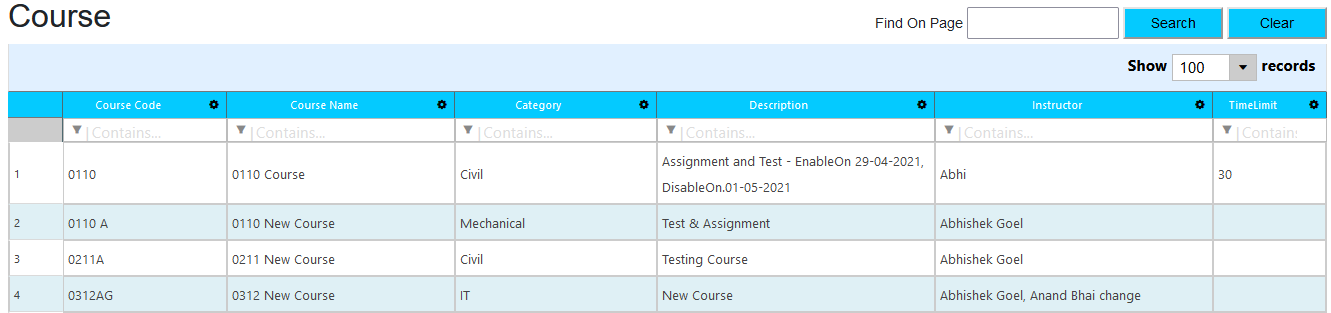 Course
Find On Page Search Clear
Show 100 records
Course Code Course Name Category Description Instructor TimeLimit
|Contains... |Contains... |Contains... |Contains... |Contains... |Contains
1 0110 0110 Course Civil Assignment and Test - EnableOn 29-04-2021, Abhi 30
DisableOn.01-05-2021
2 0110 A 0110 New Course Mechanical Test & Assignment Abhishek Goel
3 0211A 0211 New Course Civil Testing Course Abhishek Goel
4 0312AG 0312 New Course IT New Course Abhishek Goel, Anand Bhai change